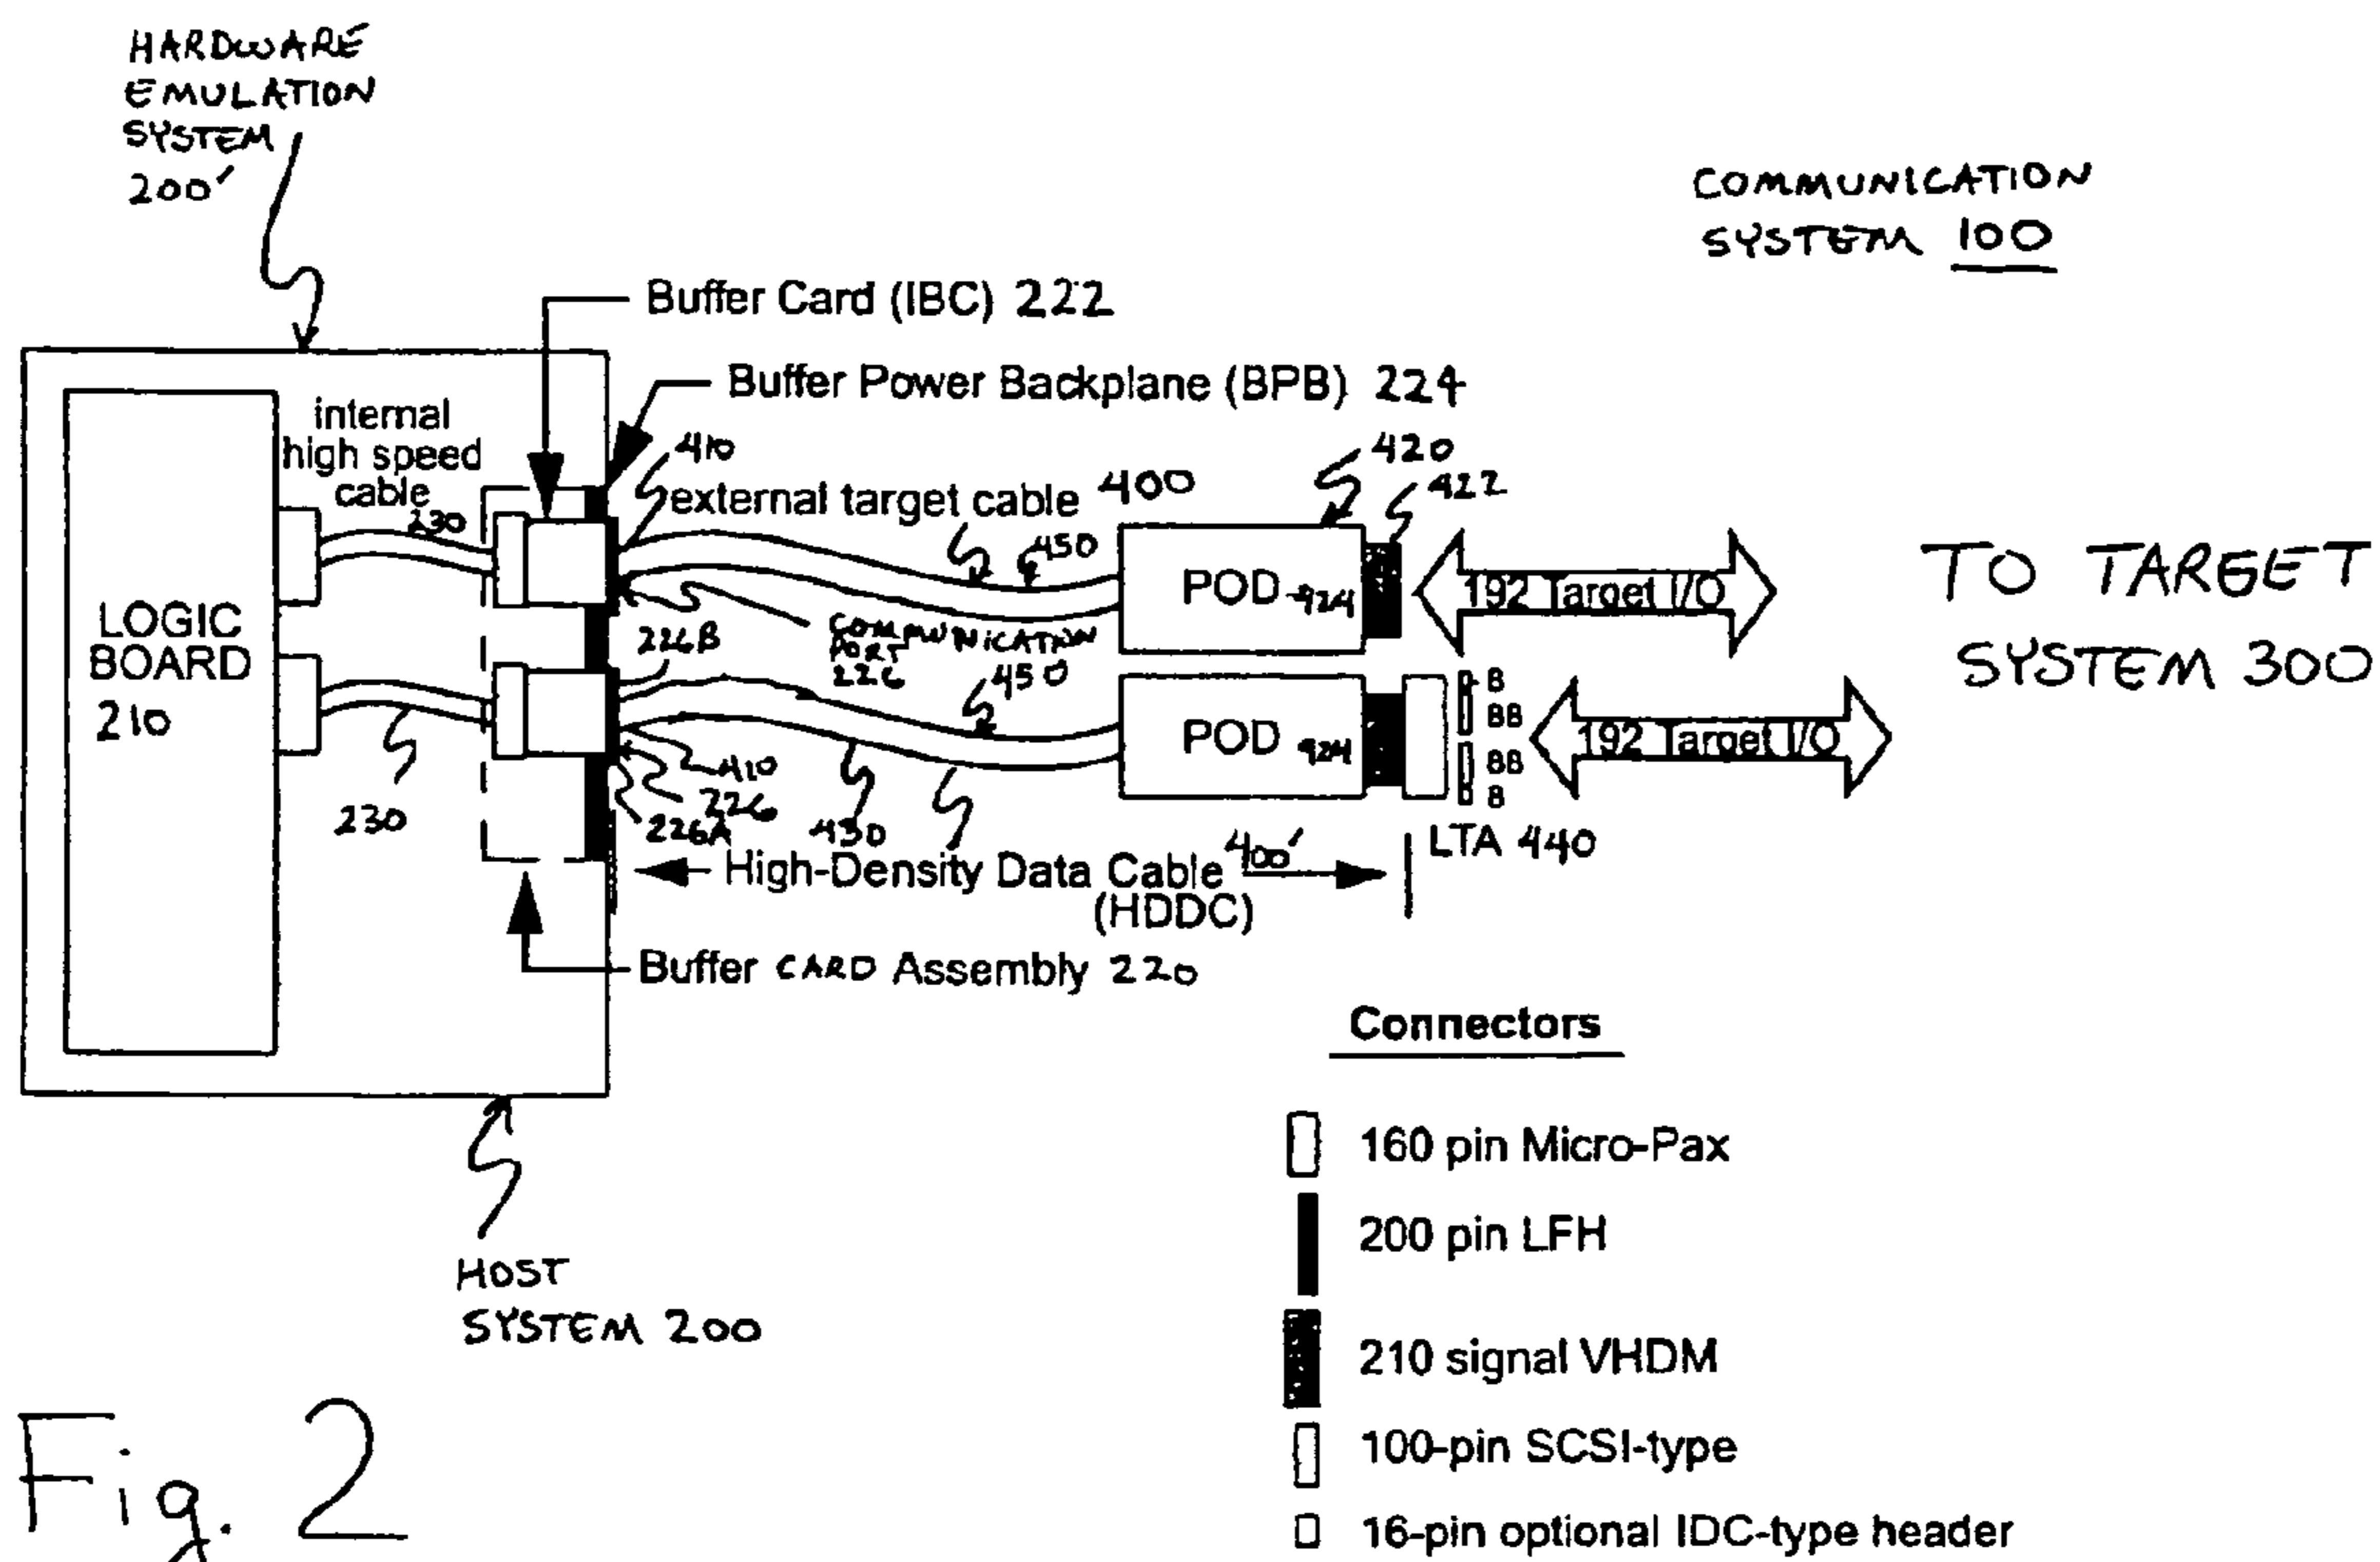 HARDWARE
EMULATION
SYSTEM
200'
COMMUNICATION
SYSTEM 100
Buffer Card (IBC) 222
Buffer Power Backplane (BPB) 224
internal
high speed
cable
230
410
external target cable 400
420
422
450
POD 424
192 Target I/O
TO TARGET
SYSTEM 300
LOGIC
BOARD
210
226B
COMMUNICATION
PORT
226
450
POD 424
8
88
88
8
192 Target I/O
230
410
226
226A
430
LTA 440
High-Density Data Cable 400'
(HDDC)
Buffer CARD Assembly 220
Connectors
160 pin Micro-Pax
200 pin LFH
210 signal VHDM
100-pin SCSI-type
16-pin optional IDC-type header
HOST
SYSTEM 200
Fig. 2